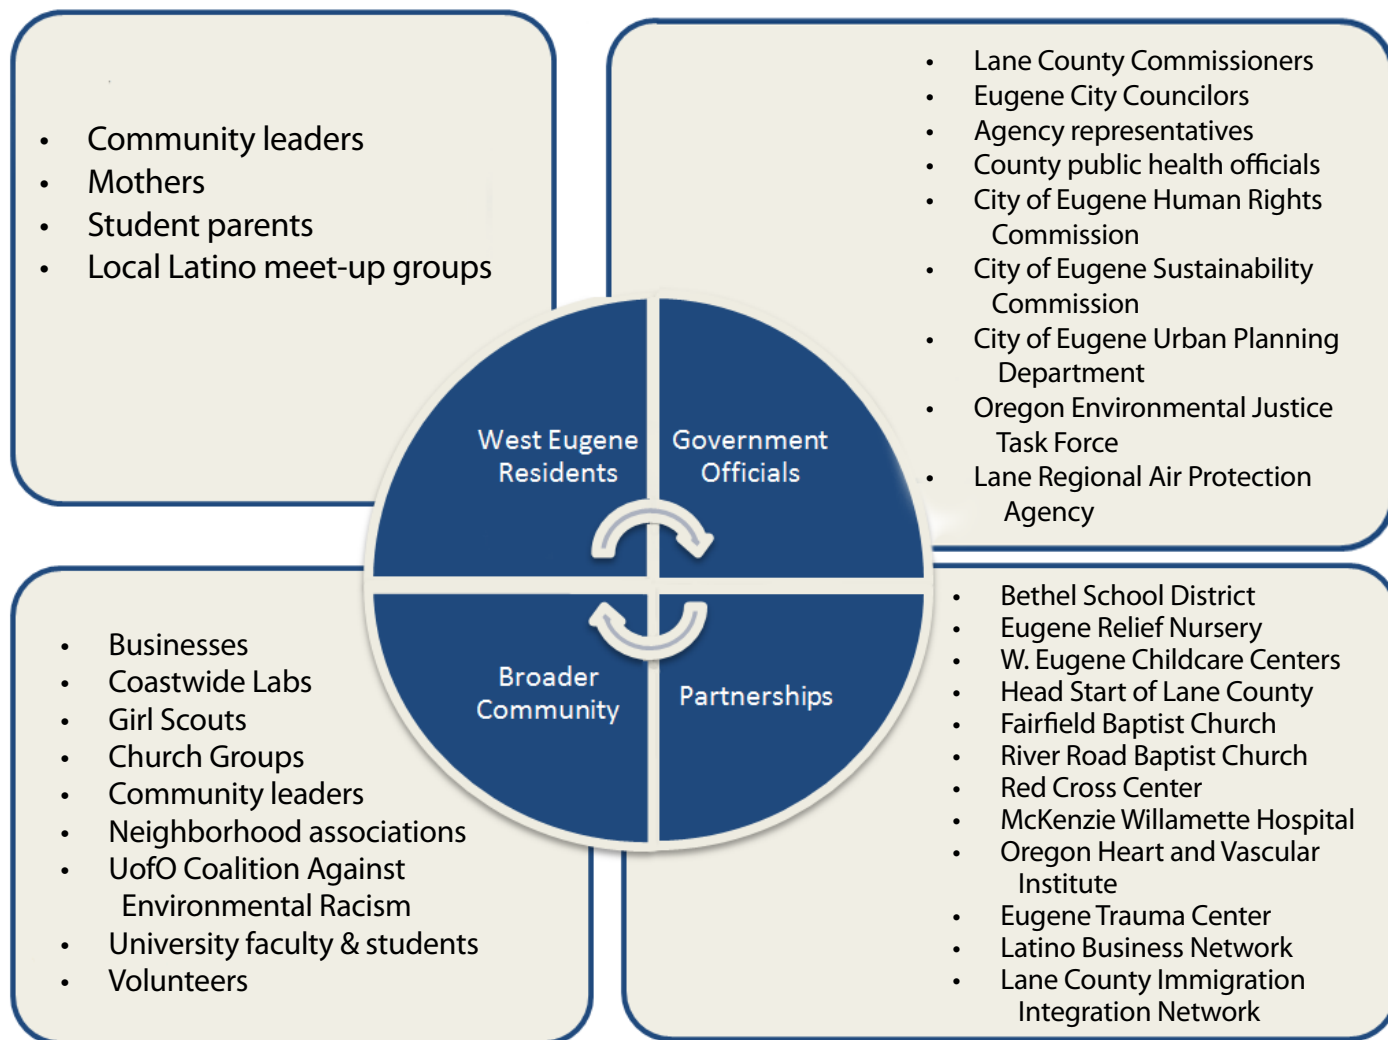 • Community leaders
• Mothers
• Student parents
• Local Latino meet-up groups
• Lane County Commissioners
• Eugene City Councilors
• Agency representatives
• County public health officials
• City of Eugene Human Rights
Commission
• City of Eugene Sustainability
Commission
• City of Eugene Urban Planning
Department
• Oregon Environmental Justice
Task Force
• Lane Regional Air Protection
Agency
West Eugene
Residents
Government
Officials
Broader
Community
Partnerships
• Businesses
• Coastwide Labs
• Girl Scouts
• Church Groups
• Community leaders
• Neighborhood associations
• UofO Coalition Against
Environmental Racism
• University faculty & students
• Volunteers
• Bethel School District
• Eugene Relief Nursery
• W. Eugene Childcare Centers
• Head Start of Lane County
• Fairfield Baptist Church
• River Road Baptist Church
• Red Cross Center
• McKenzie Willamette Hospital
• Oregon Heart and Vascular
Institute
• Eugene Trauma Center
• Latino Business Network
• Lane County Immigration
Integration Network